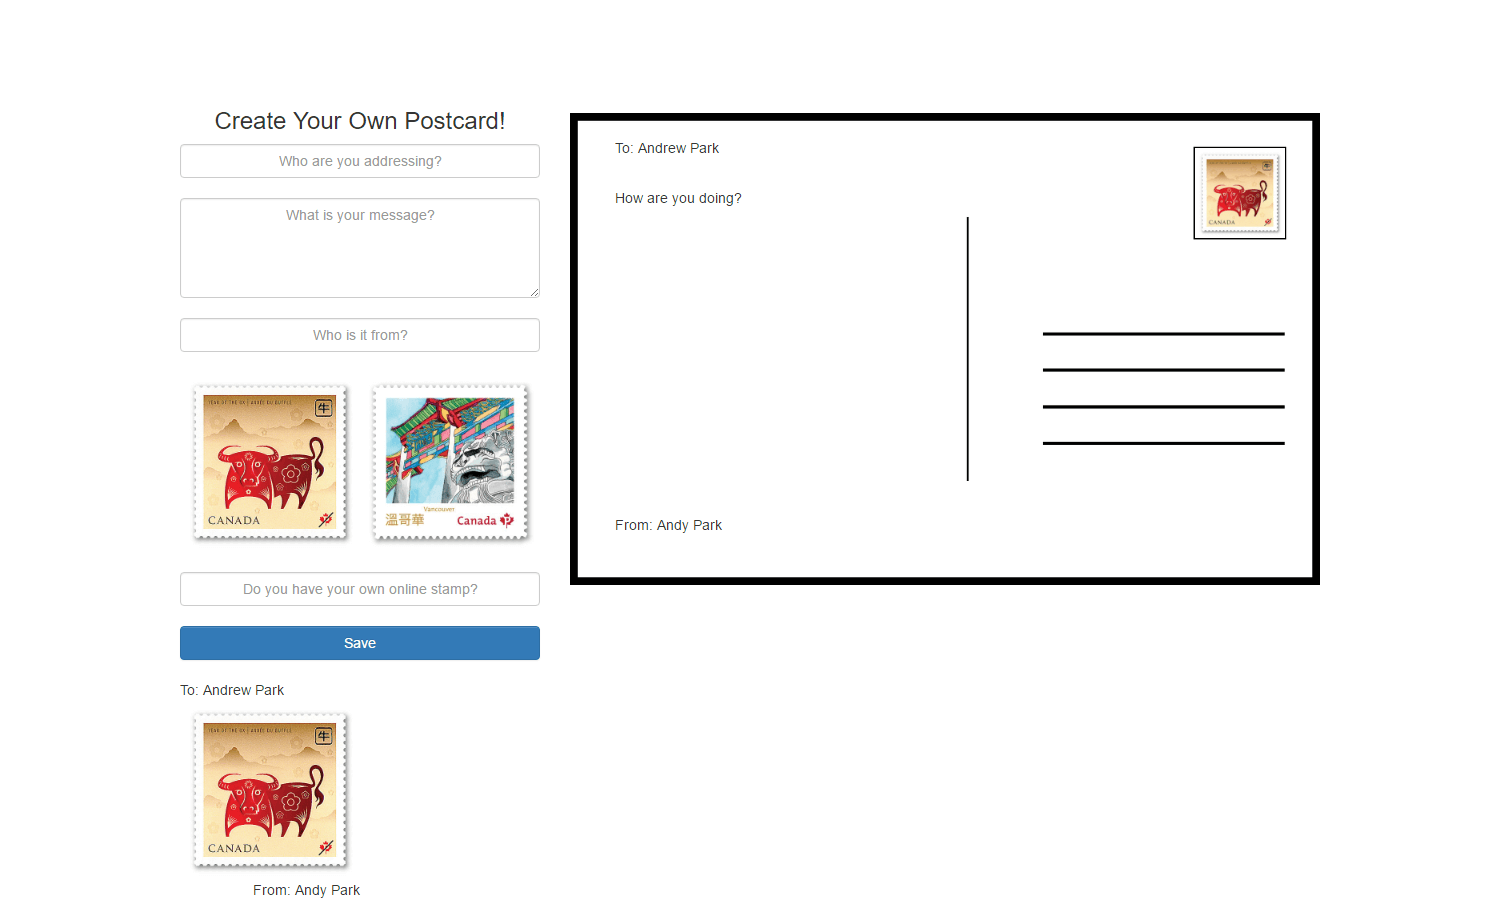 Create Your Own Postcard!
Who are you addressing?
What is your message?
Who is it from?
YEAR OF THE OX | ANNÉE DU BUFFLE
牛
CANADA
P
Vancouver
溫哥華
Canada P
Do you have your own online stamp?
Save
To: Andrew Park
YEAR OF THE OX | ANNÉE DU BUFFLE
牛
CANADA
P
From: Andy Park
To: Andrew Park
How are you doing?
牛
CANADA
From: Andy Park